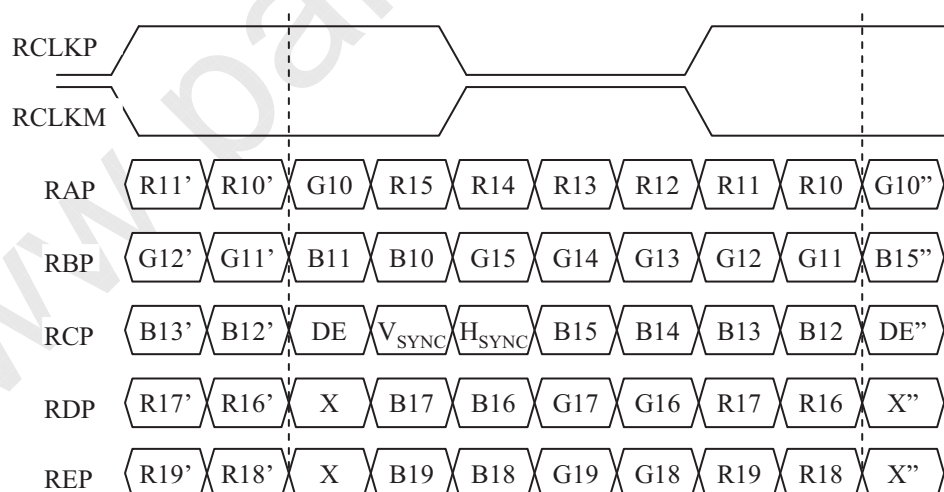 RCLKP
RCLKM
RAP R11’ R10’ G10 R15 R14 R13 R12 R11 R10 G10”
RBP G12’ G11’ B11 B10 G15 G14 G13 G12 G11 B15”
RCP B13’ B12’ DE VSYNC HSYNC B15 B14 B13 B12 DE”
RDP R17’ R16’ X B17 B16 G17 G16 R17 R16 X”
REP R19’ R18’ X B19 B18 G19 G18 R19 R18 X”